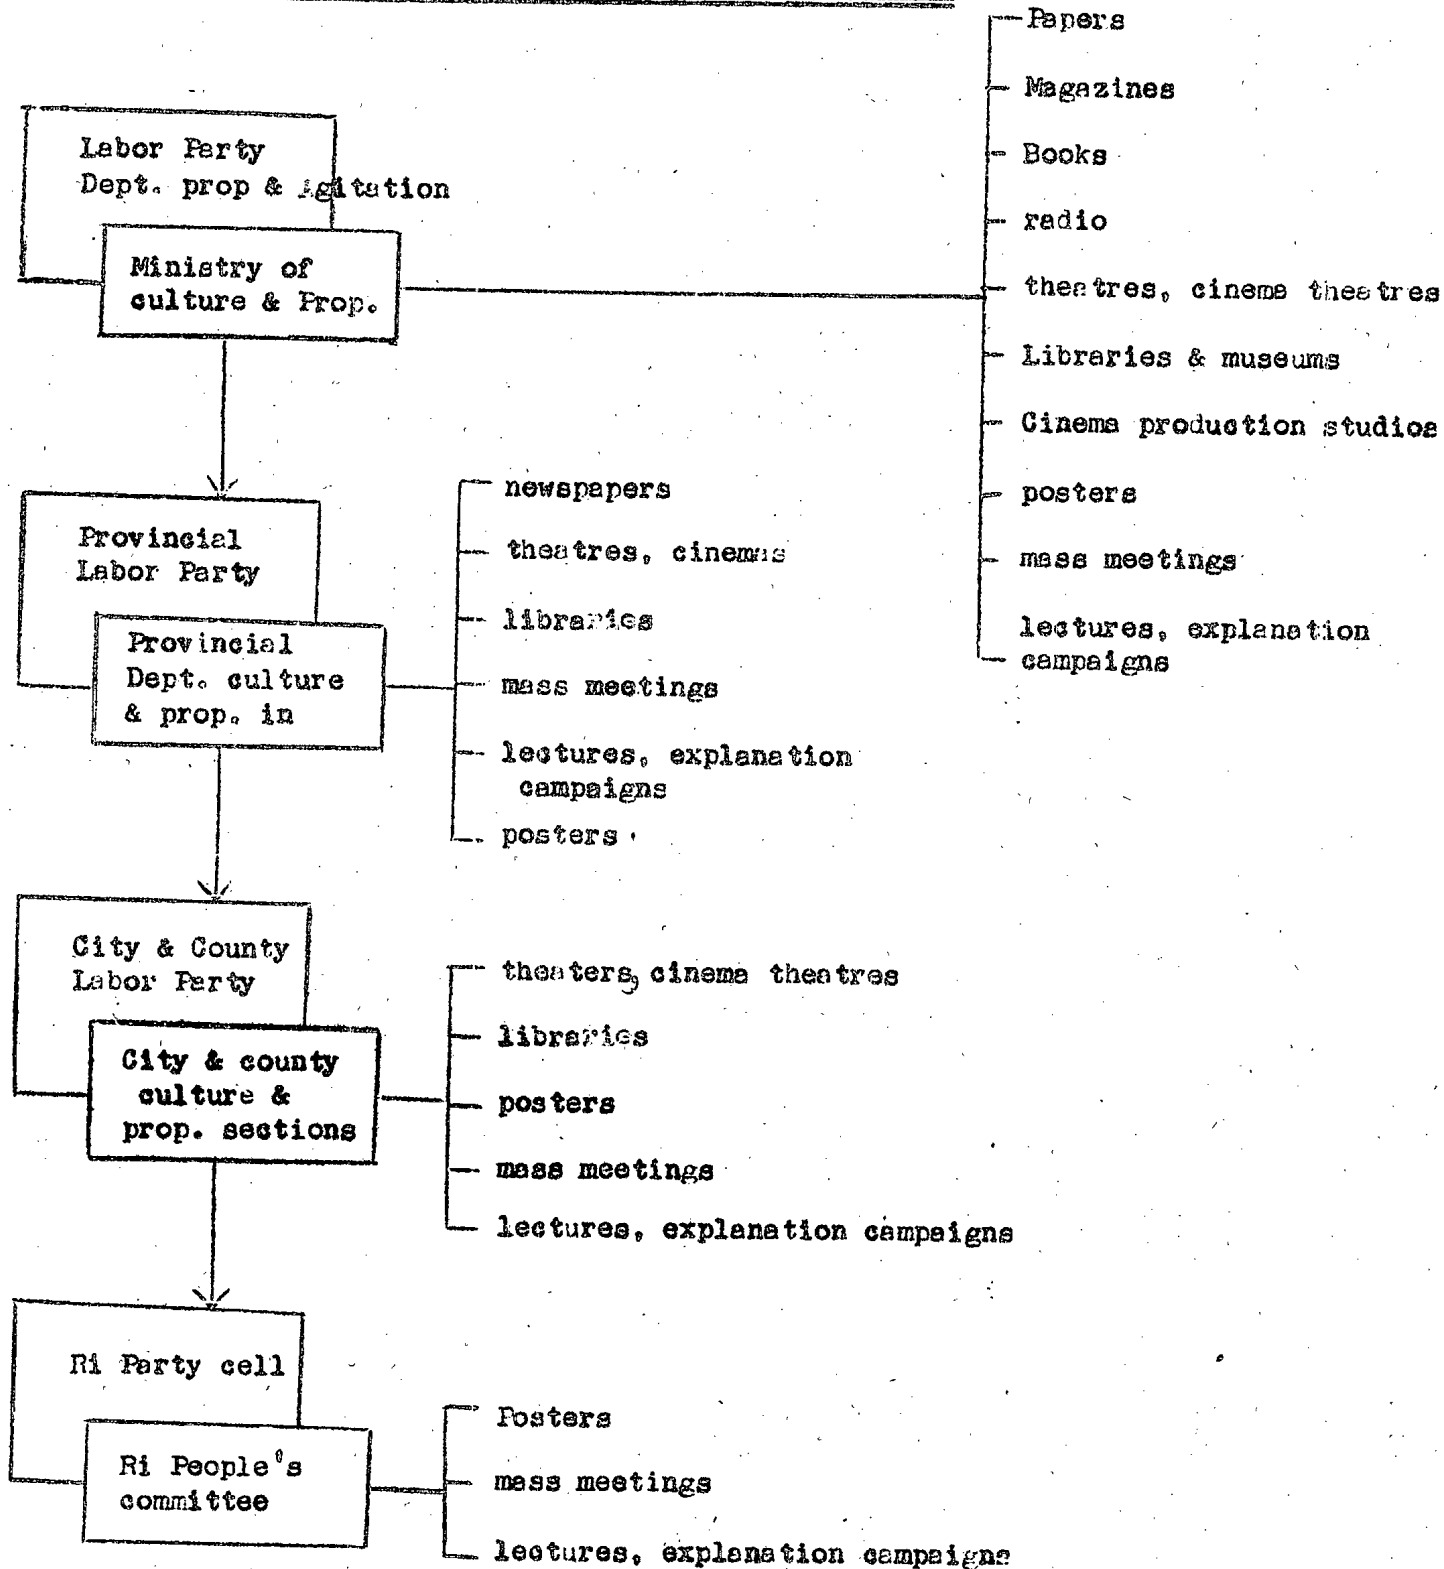 Papers
Magazines
Books
radio
theatres, cinema theatres
Libraries & museums
Cinema production studios
posters
mass meetings
lectures, explanation
campaigns
Labor Party
Dept. prop & Agitation
Ministry of
culture & Prop.
Provincial
Labor Party
Provincial
Dept. culture
& prop. in
newspapers
theatres, cinemas
libraries
mass meetings
lectures, explanation
campaigns
posters
City & County
Labor Party
City & county
culture &
prop. sections
theaters, cinema theatres
libraries
posters
mass meetings
lectures, explanation campaigns
Ri Party cell
Ri People's
committee
Posters
mass meetings
lectures, explanation campaigns